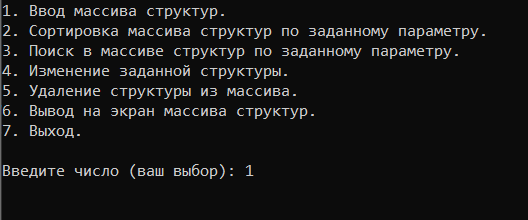 1. Ввод массива структур.
2. Сортировка массива структур по заданному параметру.
3. Поиск в массиве структур по заданному параметру.
4. Изменение заданной структуры.
5. Удаление структуры из массива.
6. Вывод на экран массива структур.
7. Выход.
Введите число (ваш выбор): 1